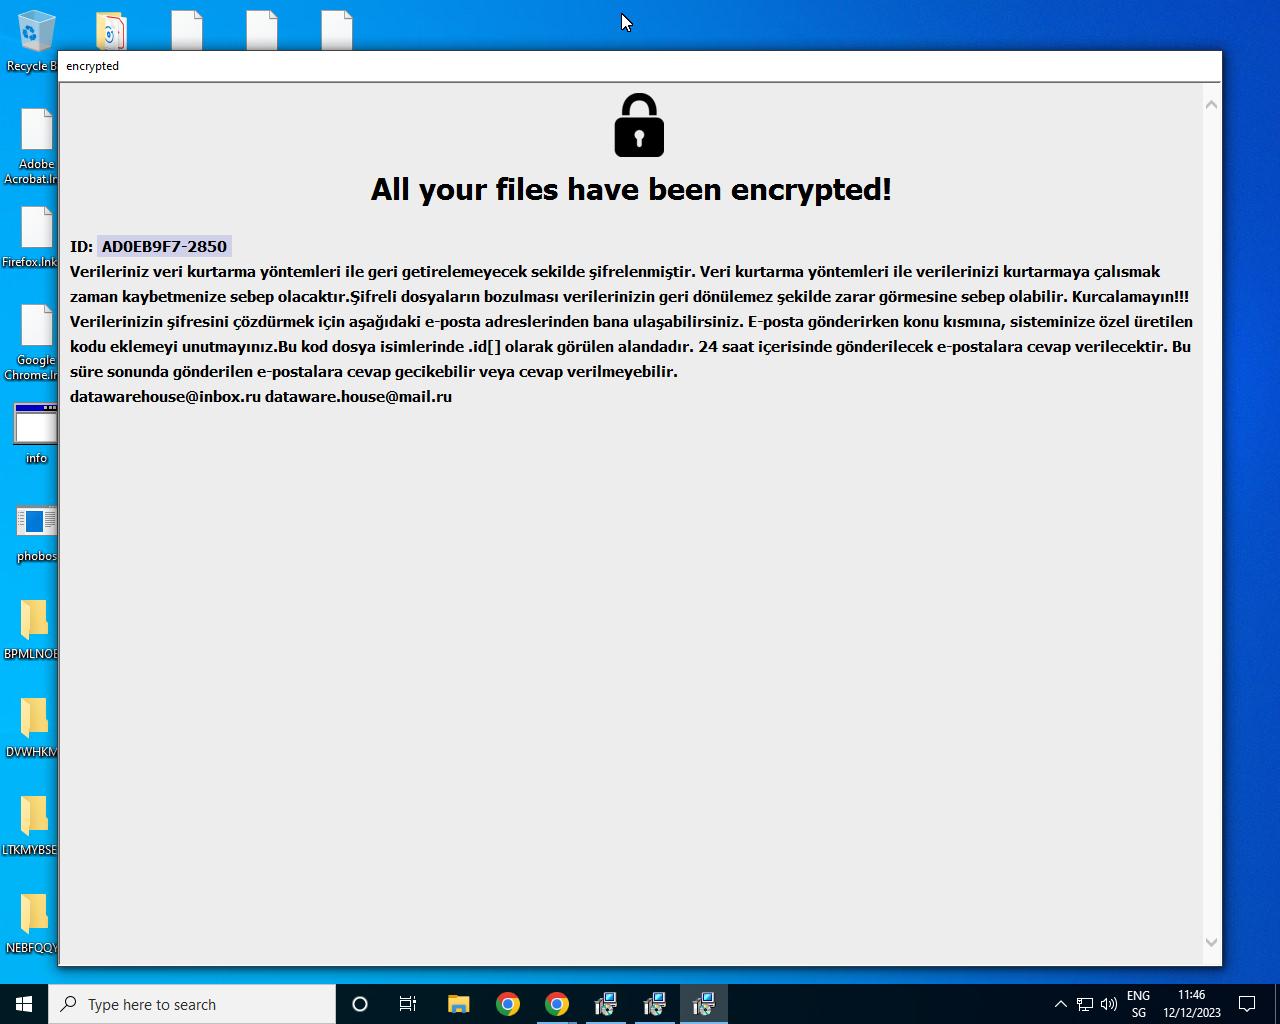 Recycle B
encrypted
All your files have been encrypted!
ID: AD0EB9F7-2850
Verileriniz veri kurtarma yöntemleri ile geri getirelemeyecek sekilde şifrelenmiştir. Veri kurtarma yöntemleri ile verilerinizi kurtarmaya çalısmak
zaman kaybetmenize sebep olacaktır.Şifreli dosyaların bozulması verilerinizin geri dönülemez şekilde zarar görmesine sebep olabilir. Kurcalamayın!!!
Verilerinizin şifresini çözdürmek için aşağıdaki e-posta adreslerinden bana ulaşabilirsiniz. E-posta gönderirken konu kısmına, sisteminize özel üretilen
kodu eklemeyi unutmayınız.Bu kod dosya isimlerinde .id[] olarak görülen alandadır. 24 saat içerisinde gönderilecek e-postalara cevap verilecektir. Bu
süre sonunda gönderilen e-postalara cevap gecikebilir veya cevap verilmeyebilir.
datawarehouse@inbox.ru dataware.house@mail.ru
Adobe
Acrobat.ln
Firefox.lnk
Google
Chrome.ln
info
phobos
BPMLNOB
DVWHKM
LTKMYBSE
NEBFQQY
Type here to search
ENG
SG
11:46
12/12/2023